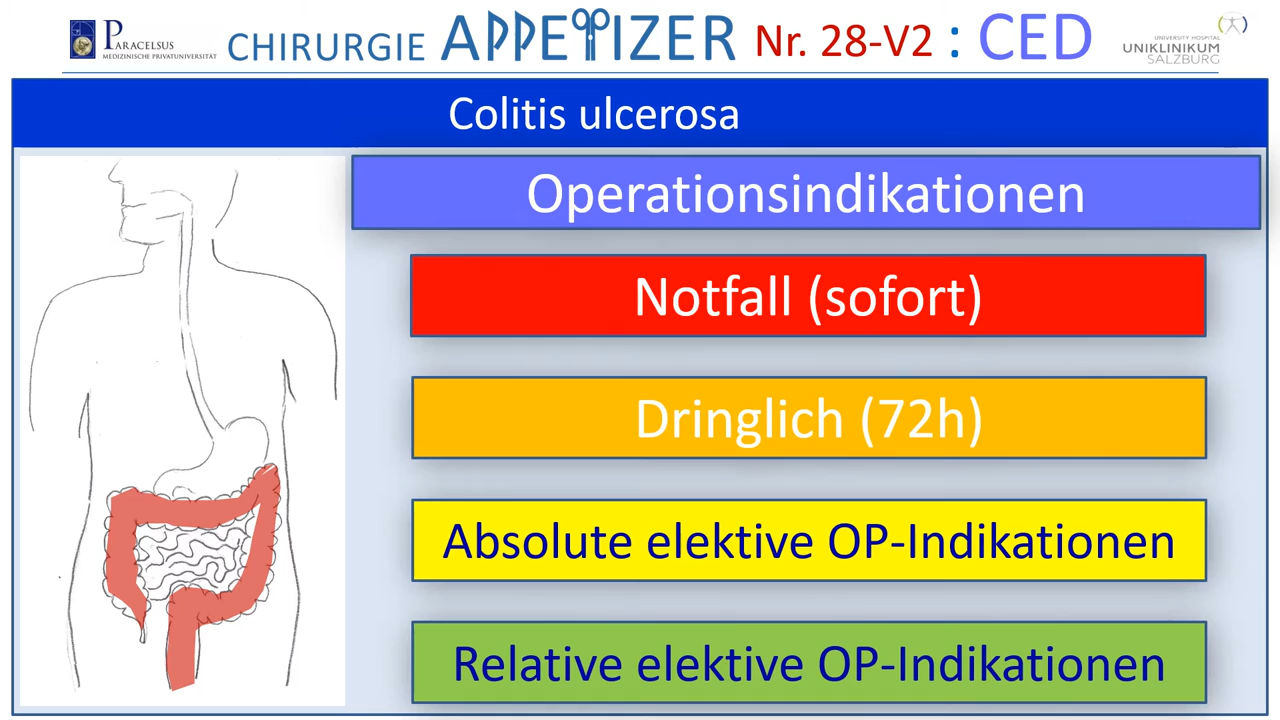 PARACELSUS
MEDIZINISCHE PRIVATUNIVERSITÄT
CHIRURGIE APPETIZER Nr. 28-V2 : CED
UNIVERSITY HOSPITAL
UNIKLINIKUM
SALZBURG
Colitis ulcerosa
Operationsindikationen
Notfall (sofort)
Dringlich (72h)
Absolute elektive OP-Indikationen
Relative elektive OP-Indikationen